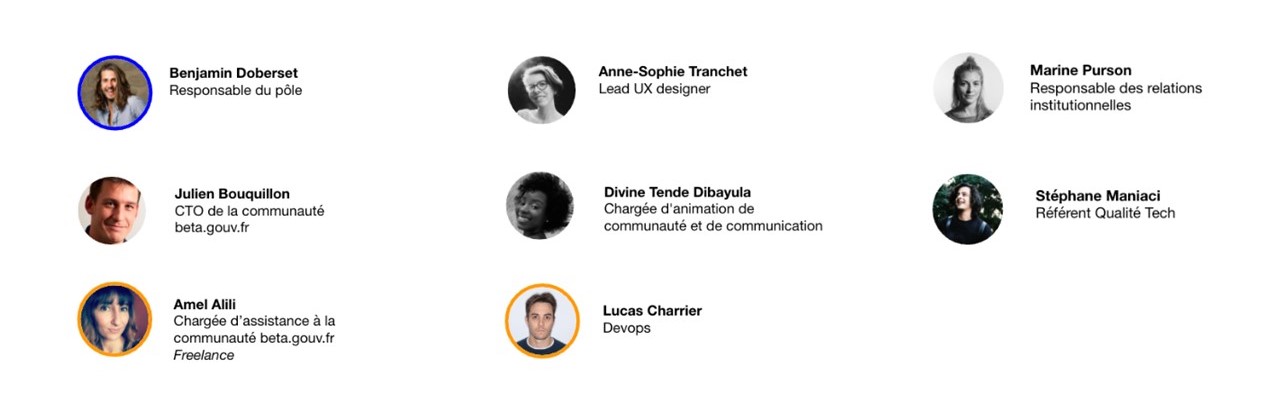 Benjamin Doberset
Responsable du pôle
Anne-Sophie Tranchet
Lead UX designer
Marine Purson
Responsable des relations
institutionnelles
Julien Bouquillon
CTO de la communauté
beta.gouv.fr
Divine Tende Dibayula
Chargée d'animation de
communauté et de communication
Stéphane Maniaci
Référent Qualité Tech
Amel Alili
Chargée d’assistance à la
communauté beta.gouv.fr
Freelance
Lucas Charrier
Devops